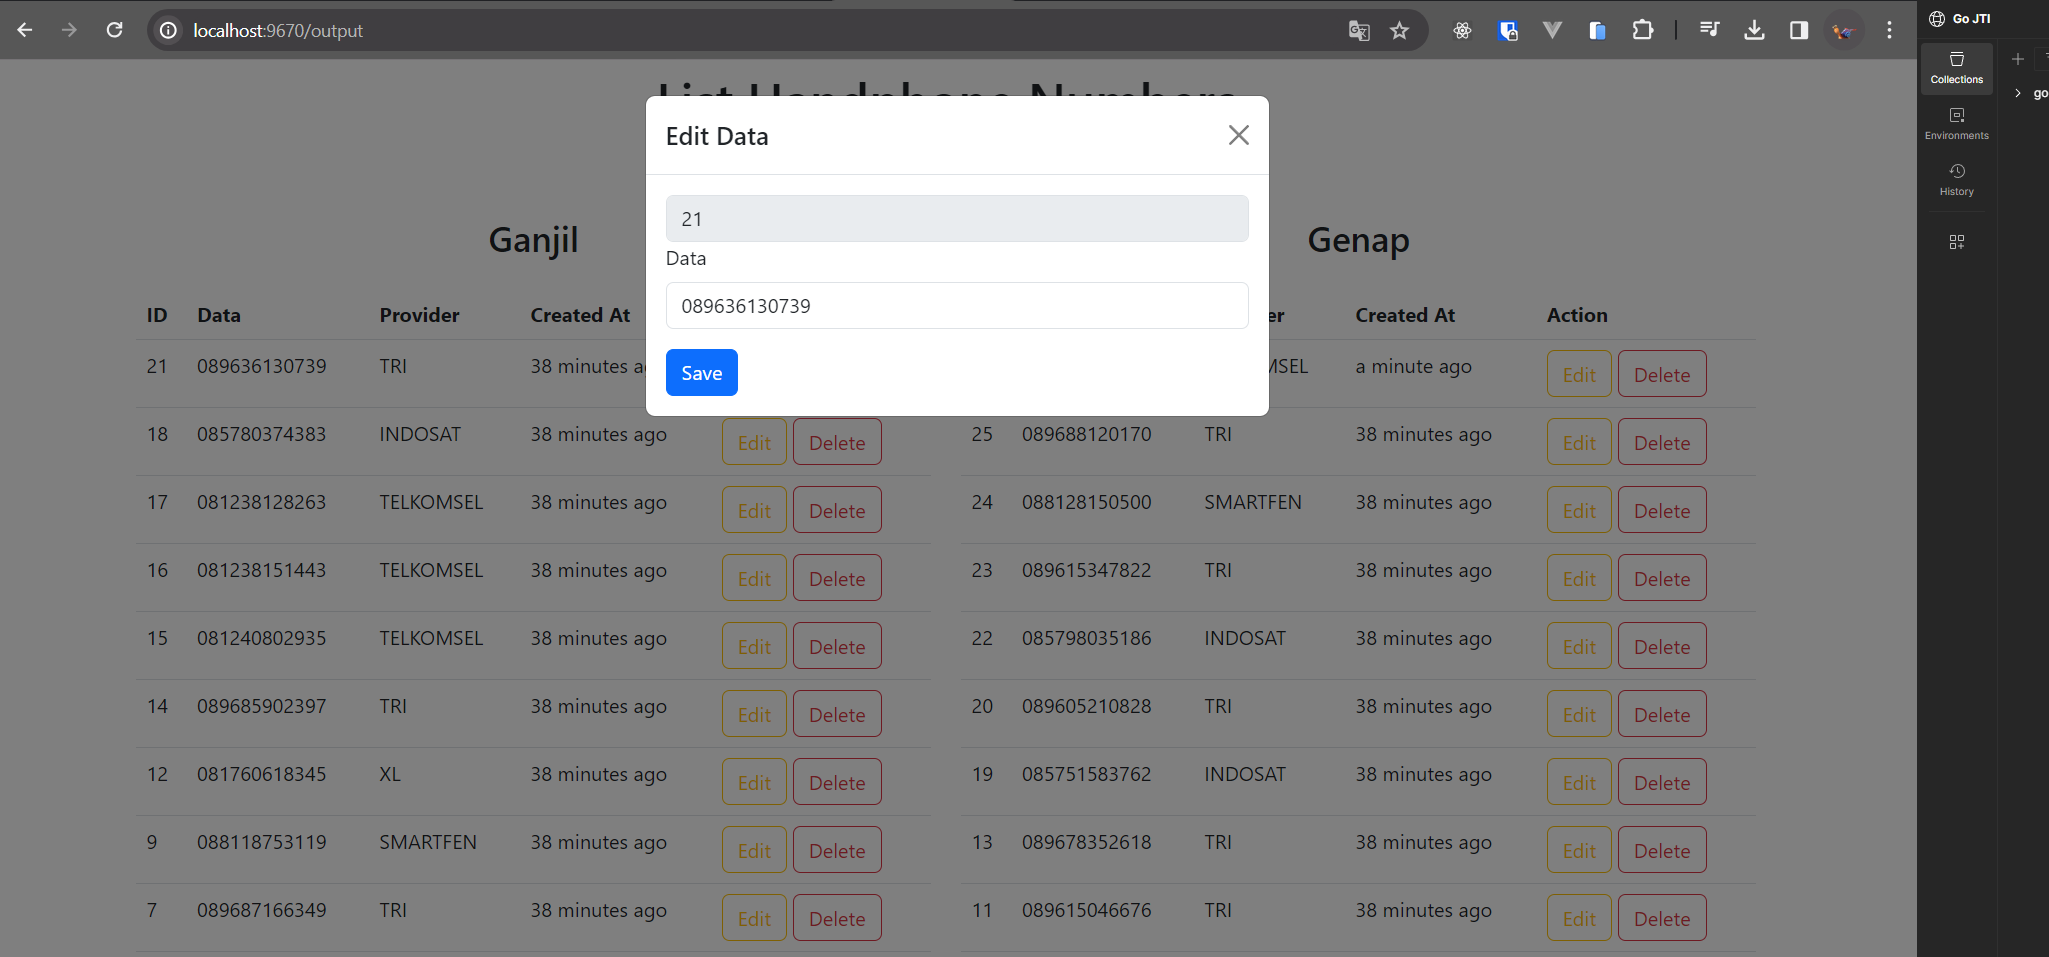 localhost:9670/output
Go JTI
Collections
go
Environments
History
List Handphone Numbers
Edit Data
21
Data
089636130739
Save
Ganjil
ID Data Provider Created At
21 089636130739 TRI 38 minutes
18 085780374383 INDOSAT 38 minutes ago Edit Delete
17 081238128263 TELKOMSEL 38 minutes ago Edit Delete
16 081238151443 TELKOMSEL 38 minutes ago Edit Delete
15 081240802935 TELKOMSEL 38 minutes ago Edit Delete
14 089685902397 TRI 38 minutes ago Edit Delete
12 081760618345 XL 38 minutes ago Edit Delete
9 088118753119 SMARTFEN 38 minutes ago Edit Delete
7 089687166349 TRI 38 minutes ago Edit Delete
Genap
er Created At Action
MSEL a minute ago Edit Delete
25 089688120170 TRI 38 minutes ago Edit Delete
24 088128150500 SMARTFEN 38 minutes ago Edit Delete
23 089615347822 TRI 38 minutes ago Edit Delete
22 085798035186 INDOSAT 38 minutes ago Edit Delete
20 089605210828 TRI 38 minutes ago Edit Delete
19 085751583762 INDOSAT 38 minutes ago Edit Delete
13 089678352618 TRI 38 minutes ago Edit Delete
11 089615046676 TRI 38 minutes ago Edit Delete